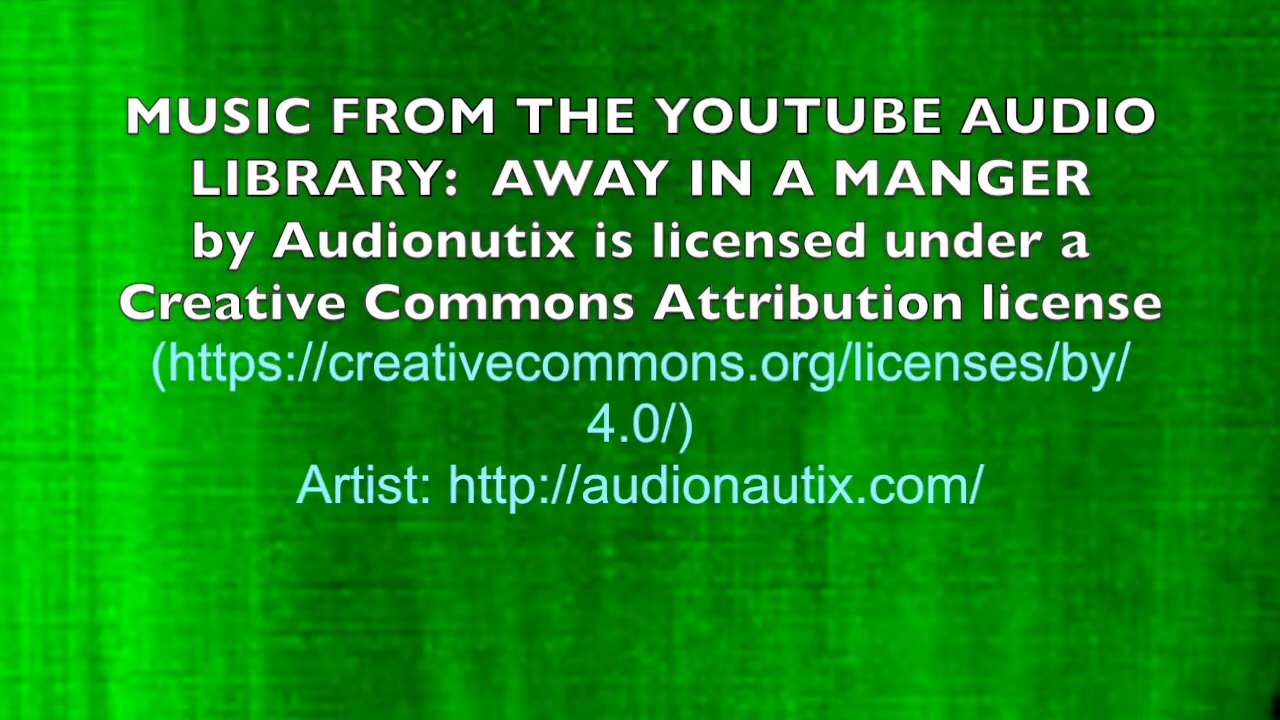 MUSIC FROM THE YOUTUBE AUDIO
LIBRARY:  AWAY IN A MANGER
by Audionutix is licensed under a
Creative Commons Attribution license
(https://creativecommons.org/licenses/by/
4.0/)
Artist: http://audionautix.com/